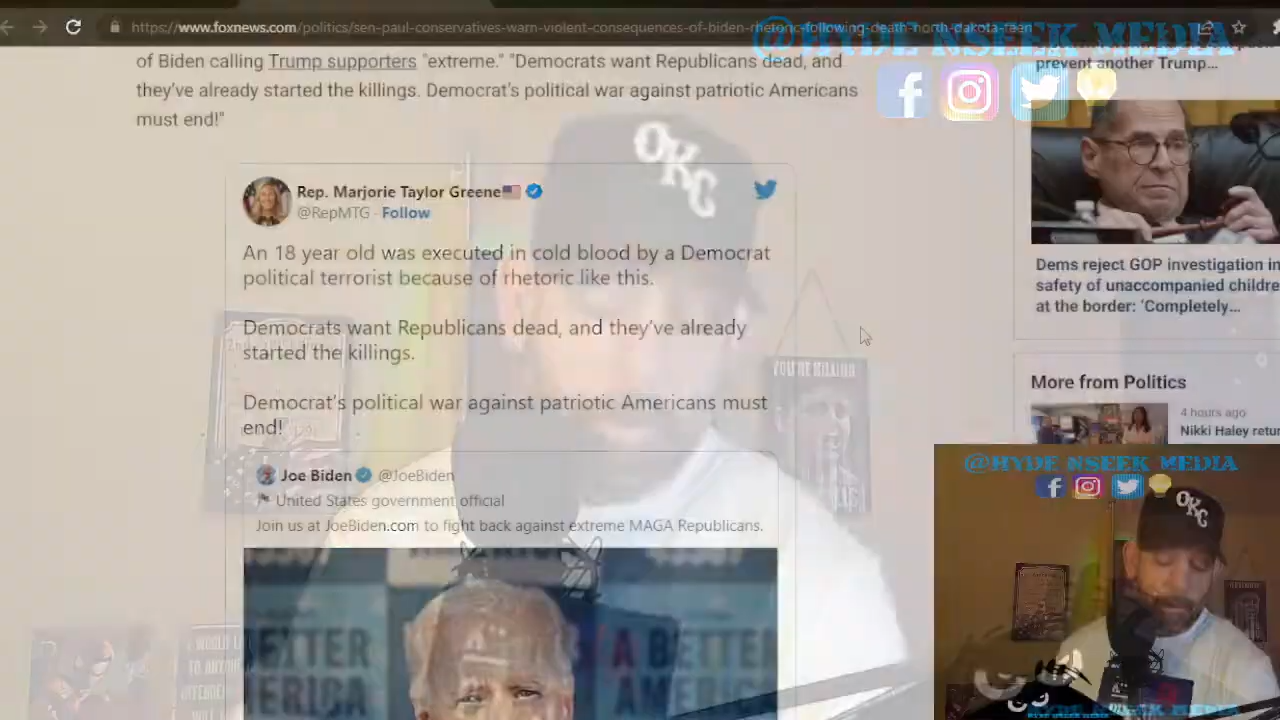 https://www.foxnews.com/politics/sen-paul-conservatives-warn-violent-consequences-of-biden-rhetoric-following-death-north-dakota-teen
@HYDE NSEEK MEDIA
of Biden calling Trump supporters "extreme." "Democrats want Republicans dead, and
they've already started the killings. Democrat's political war against patriotic Americans
must end!"
prevent another Trump...
OKC
Rep. Marjorie Taylor Greene
@RepMTG · Follow
An 18 year old was executed in cold blood by a Democrat
political terrorist because of rhetoric like this.
Democrats want Republicans dead, and they've already
started the killings.
Democrat's political war against patriotic Americans must
end!
Joe Biden @JoeBiden
United States government official
Join us at JoeBiden.com to fight back against extreme MAGA Republicans.
A BETTER
Dems reject GOP investigation in
safety of unaccompanied children
at the border: 'Completely...
More from Politics
4 hours ago
Nikki Haley retur
YOU'RE KILLING
@HYDE NSEEK MEDIA
OKC